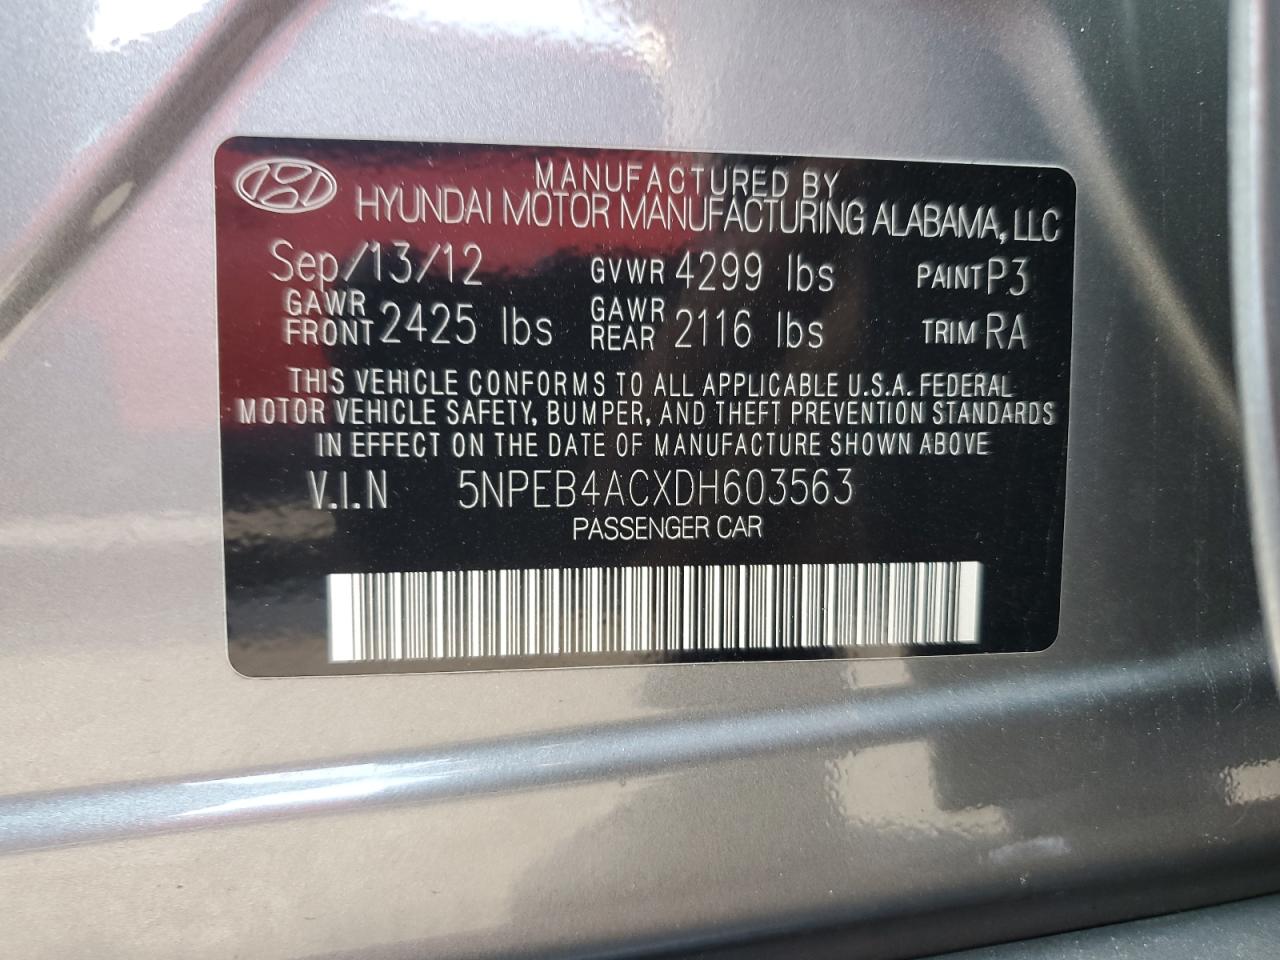 MANUFACTURED BY
HYUNDAI MOTOR MANUFACTURING ALABAMA, LLC
Sep/13/12 GVWR 4299 lbs PAINT P3
GAWR FRONT 2425 lbs GAWR REAR 2116 lbs TRIM RA
THIS VEHICLE CONFORMS TO ALL APPLICABLE U.S.A. FEDERAL
MOTOR VEHICLE SAFETY, BUMPER, AND THEFT PREVENTION STANDARDS
IN EFFECT ON THE DATE OF MANUFACTURE SHOWN ABOVE
V.I.N 5NPEB4ACXDH603563
PASSENGER CAR